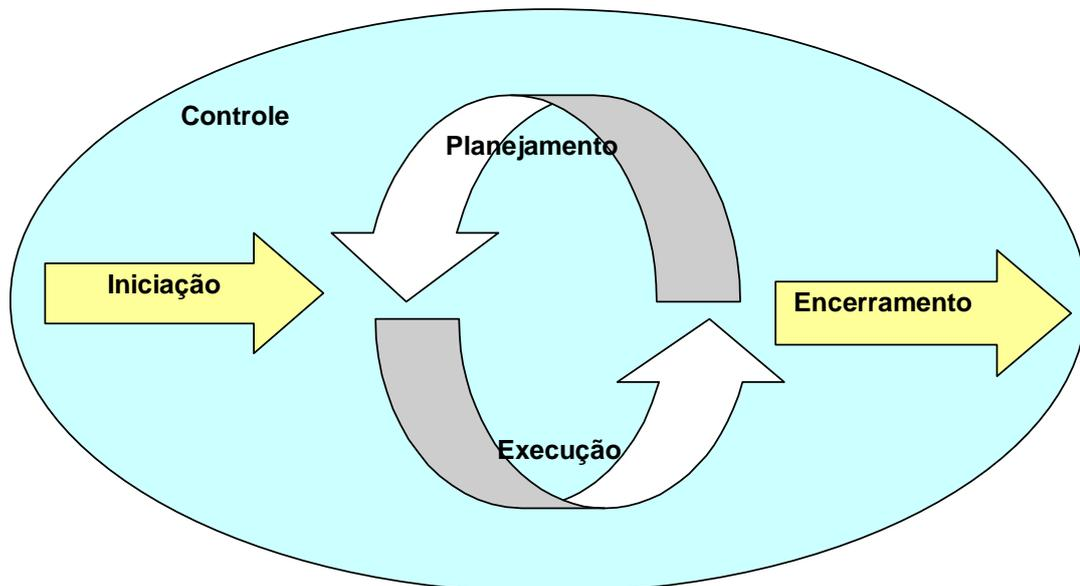 Controle
Planejamento
Iniciação
Encerramento
Execução